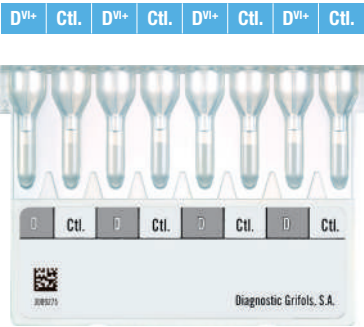 DVI+ Ctl. DVI+ Ctl. DVI+ Ctl. DVI+ Ctl.
D Ctl. D Ctl. D Ctl. D Ctl.
Diagnostic Grifols, S.A.